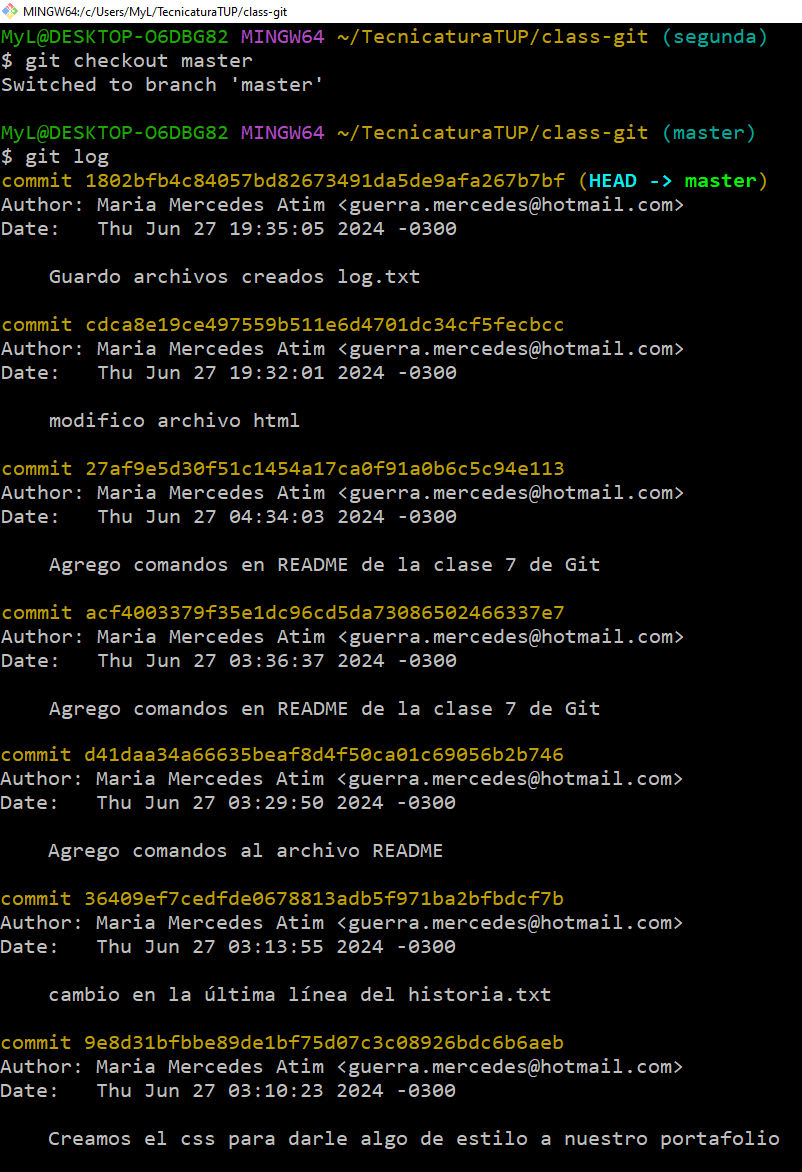 MINGW64:/c/Users/MyL/TecnicaturaTUP/class-git
MyL@DESKTOP-O6DBG82 MINGW64 ~/TecnicaturaTUP/class-git (segunda)
$ git checkout master
Switched to branch 'master'
MyL@DESKTOP-O6DBG82 MINGW64 ~/TecnicaturaTUP/class-git (master)
$ git log
commit 1802bfb4c84057bd82673491da5de9afa267b7bf (HEAD -> master)
Author: Maria Mercedes Atim <guerra.mercedes@hotmail.com>
Date:   Thu Jun 27 19:35:05 2024 -0300
Guardo archivos creados log.txt
commit cdca8e19ce497559b511e6d4701dc34cf5fecbcc
Author: Maria Mercedes Atim <guerra.mercedes@hotmail.com>
Date:   Thu Jun 27 19:32:01 2024 -0300
modifico archivo html
commit 27af9e5d30f51c1454a17ca0f91a0b6c5c94e113
Author: Maria Mercedes Atim <guerra.mercedes@hotmail.com>
Date:   Thu Jun 27 04:34:03 2024 -0300
Agrego comandos en README de la clase 7 de Git
commit acf4003379f35e1dc96cd5da73086502466337e7
Author: Maria Mercedes Atim <guerra.mercedes@hotmail.com>
Date:   Thu Jun 27 03:36:37 2024 -0300
Agrego comandos en README de la clase 7 de Git
commit d41daa34a66635beaf8d4f50ca01c69056b2b746
Author: Maria Mercedes Atim <guerra.mercedes@hotmail.com>
Date:   Thu Jun 27 03:29:50 2024 -0300
Agrego comandos al archivo README
commit 36409ef7cedfde0678813adb5f971ba2bfbdcf7b
Author: Maria Mercedes Atim <guerra.mercedes@hotmail.com>
Date:   Thu Jun 27 03:13:55 2024 -0300
cambio en la última línea del historia.txt
commit 9e8d31bfbbe89de1bf75d07c3c08926bdc6b6aeb
Author: Maria Mercedes Atim <guerra.mercedes@hotmail.com>
Date:   Thu Jun 27 03:10:23 2024 -0300
Creamos el css para darle algo de estilo a nuestro portafolio